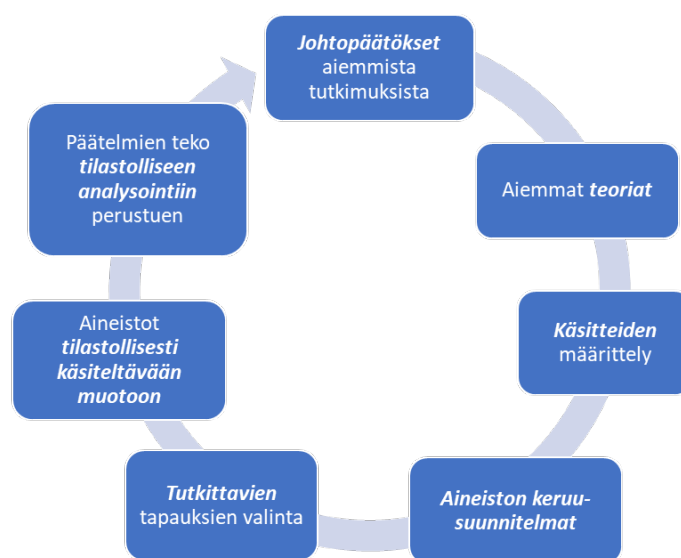 Johtopäätökset
aiemmista
tutkimuksista
Aiemmat teoriat
Käsitteiden
määrittely
Aineiston keruu-
suunnitelmat
Tutkittavien
tapauksien valinta
Aineistot
tilastollisesti
käsiteltävään
muotoon
Päätelmien teko
tilastolliseen
analysointiin
perustuen